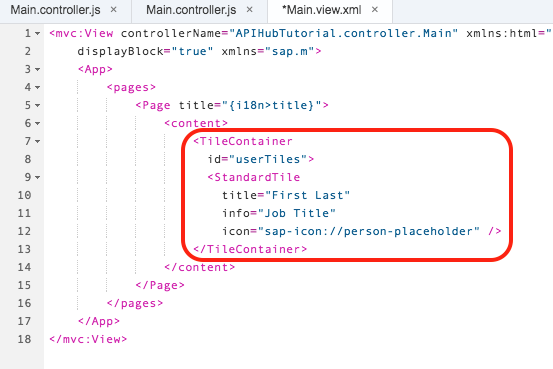 Main.controller.js × Main.controller.js × *Main.view.xml ×
1 <mvc:View controllerName="APIHubTutorial.controller.Main" xmlns:html="
2 displayBlock="true" xmlns="sap.m">
3 <App>
4 <pages>
5 <Page title="{i18n>title}">
6 <content>
7 <TileContainer
8 id="userTiles">
9 <StandardTile
10 title="First Last"
11 info="Job Title"
12 icon="sap-icon://person-placeholder" />
13 </TileContainer>
14 </content>
15 </Page>
16 </pages>
17 </App>
18 </mvc:View>